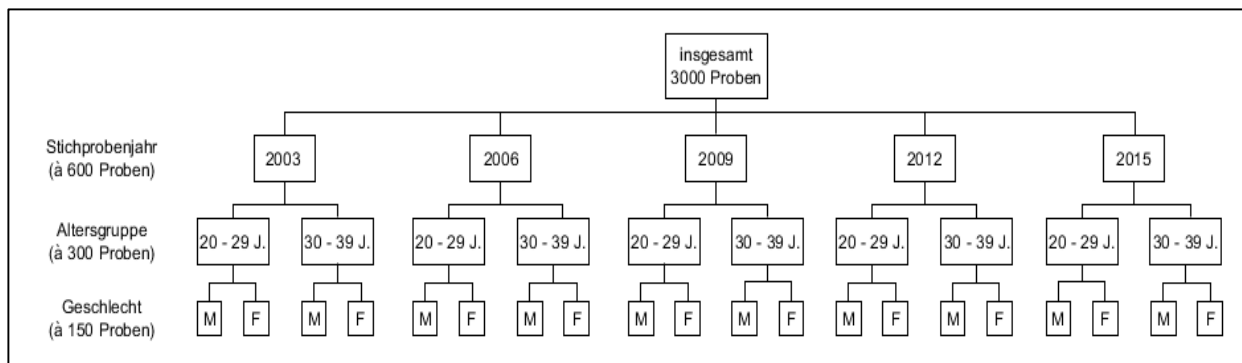 insgesamt
3000 Proben
Stichprobenjahr
(à 600 Proben)
2003 2006 2009 2012 2015
Altersgruppe
(à 300 Proben)
20 - 29 J. 30 - 39 J. 20 - 29 J. 30 - 39 J. 20 - 29 J. 30 - 39 J. 20 - 29 J. 30 - 39 J. 20 - 29 J. 30 - 39 J.
Geschlecht
(à 150 Proben)
M F M F M F M F M F M F M F M F M F M F